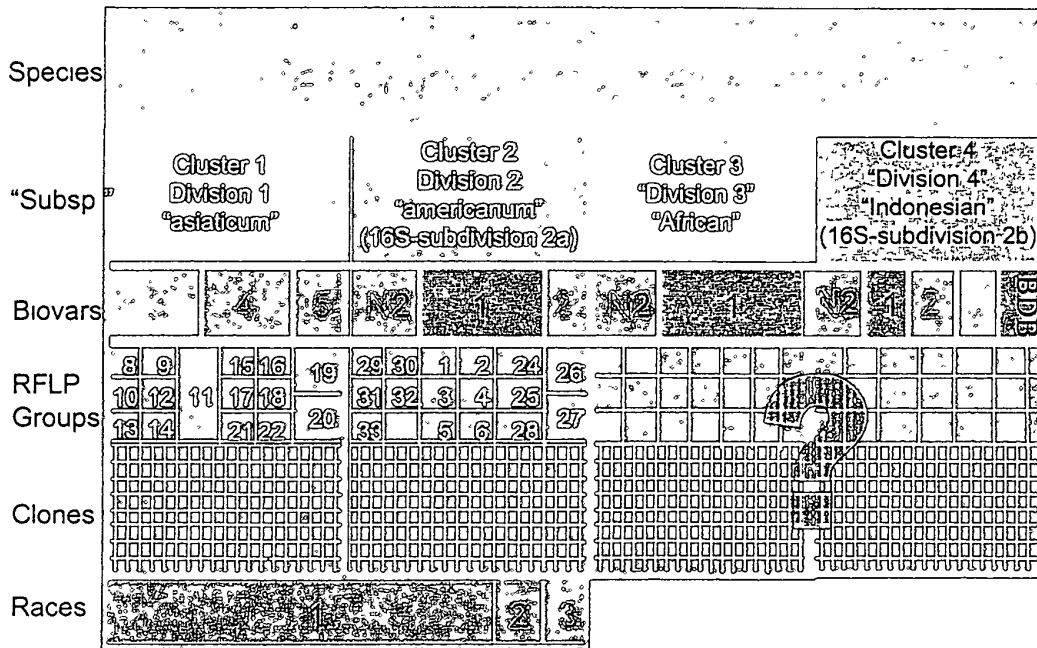 Species
"Subsp"
Cluster 1
Division 1
"asiaticum"
Cluster 2
Division 2
"americanum"
(16S-subdivision 2a)
Cluster 3
"Division 3"
"African"
Cluster 4
"Division 4"
"Indonesian"
(16S-subdivision 2b)
Biovars
4 5 N2 1 2 N2 1 N2 1 2 BDB
RFLP
Groups
8 9 11 15 16 19 29 30 1 2 24 26
10 12 17 18 31 32 3 4 25
13 14 21 22 20 33 5 6 28 27
?
Clones
Races
1 2 3